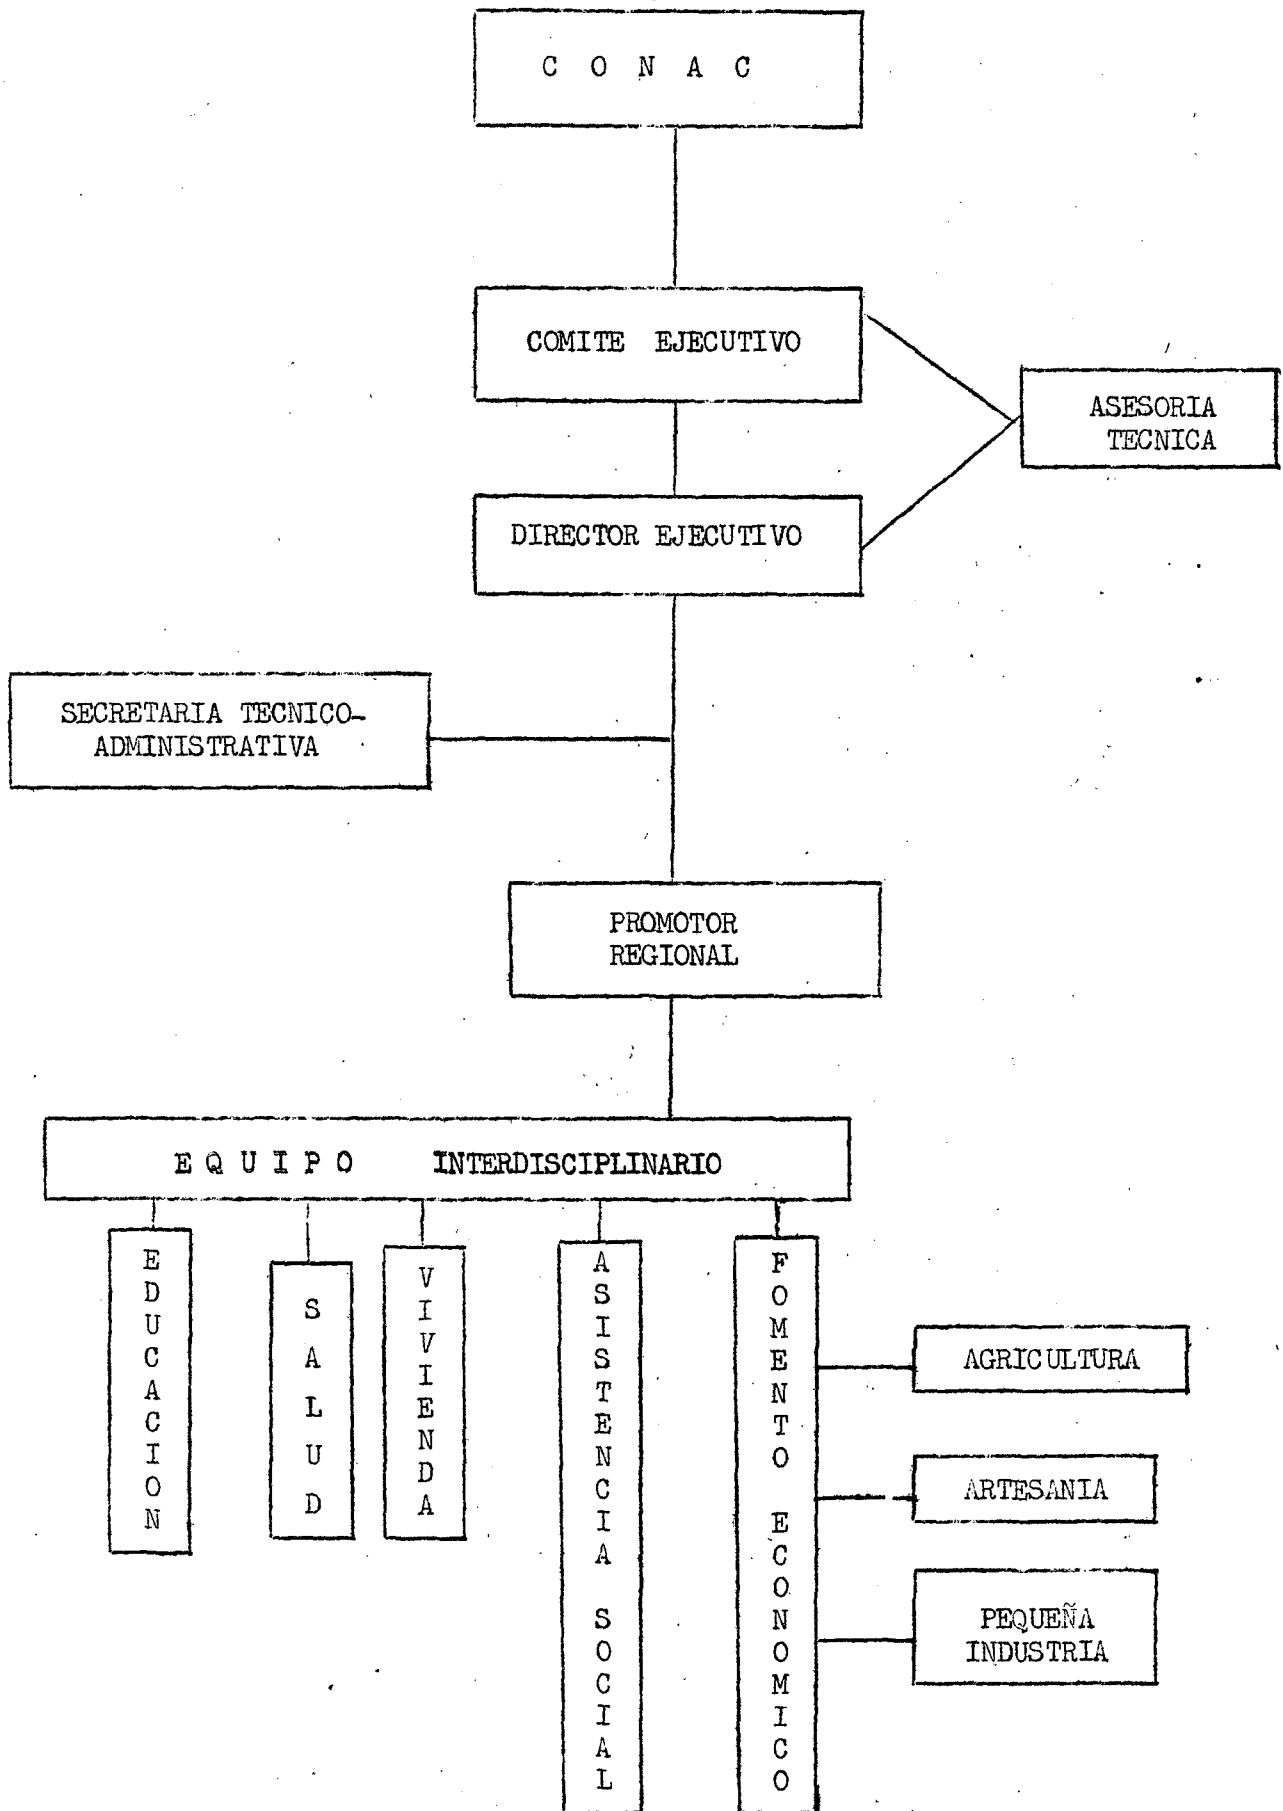 C O N A C
COMITE EJECUTIVO
ASESORIA
TECNICA
DIRECTOR EJECUTIVO
SECRETARIA TECNICO-
ADMINISTRATIVA
PROMOTOR
REGIONAL
E Q U I P O INTERDISCIPLINARIO
EDUCACION
SALUD
VIVIENDA
ASISTENCIA SOCIAL
FOMENTO ECONOMICO
AGRICULTURA
ARTESANIA
PEQUEÑA
INDUSTRIA